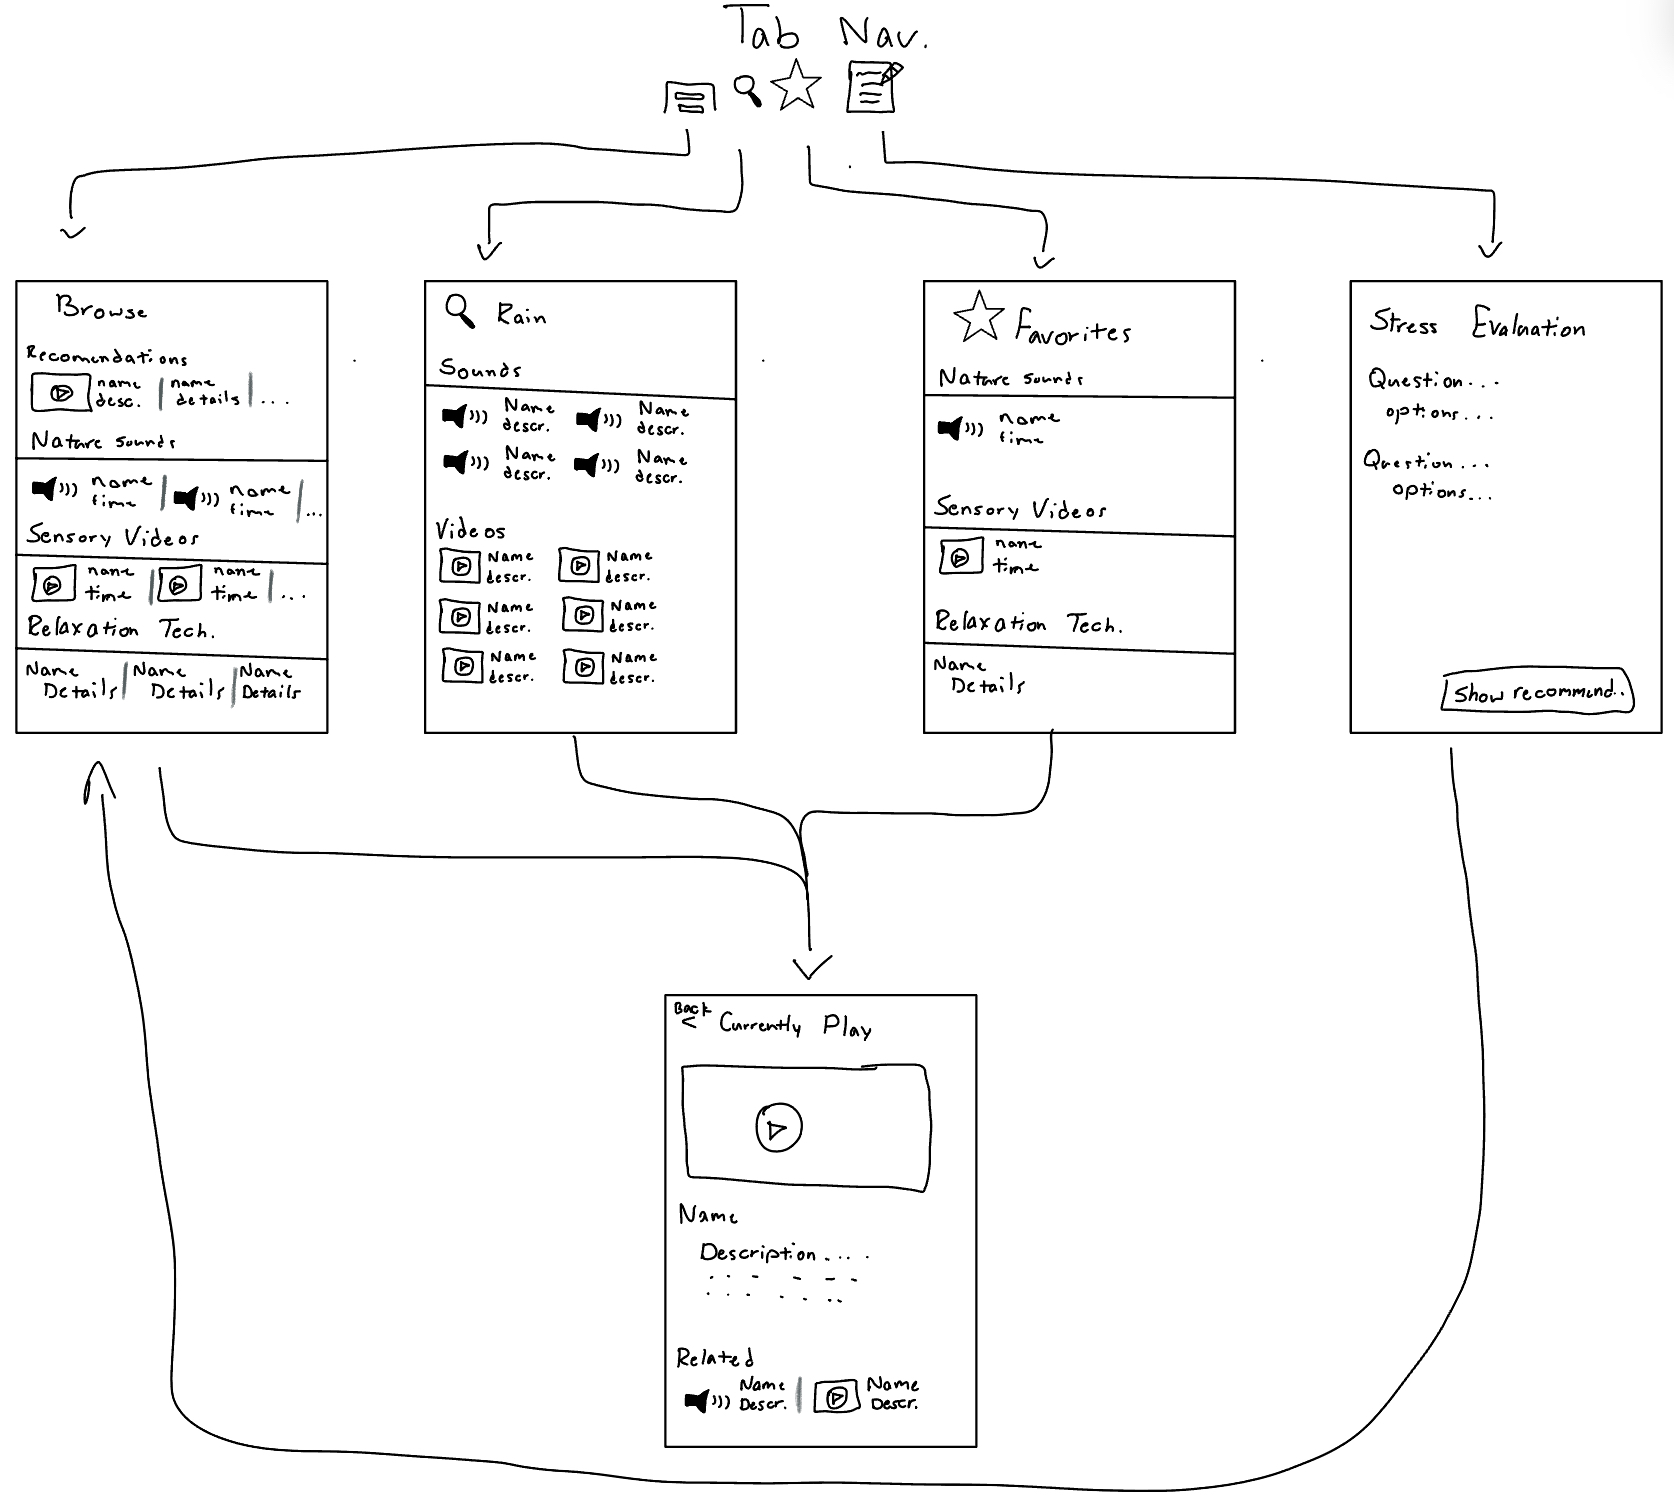 Tab Nav.
Browse
Recomendations
name
desc.
name
details
...
Nature sounds
name
time
name
time
...
Sensory Videos
name
time
name
time
...
Relaxation Tech.
Name
Details
Name
Details
Name
Details
Rain
Sounds
Name
descr.
Name
descr.
Name
descr.
Name
descr.
Videos
Name
descr.
Name
descr.
Name
descr.
Name
descr.
Name
descr.
Name
descr.
Favorites
Nature sounds
name
time
Sensory Videos
name
time
Relaxation Tech.
Name
Details
Stress Evaluation
Question...
options...
Question...
options...
Show recommend..
Back
< Currently Play
Name
Description....
Related
Name
Descr.
Name
Descr.